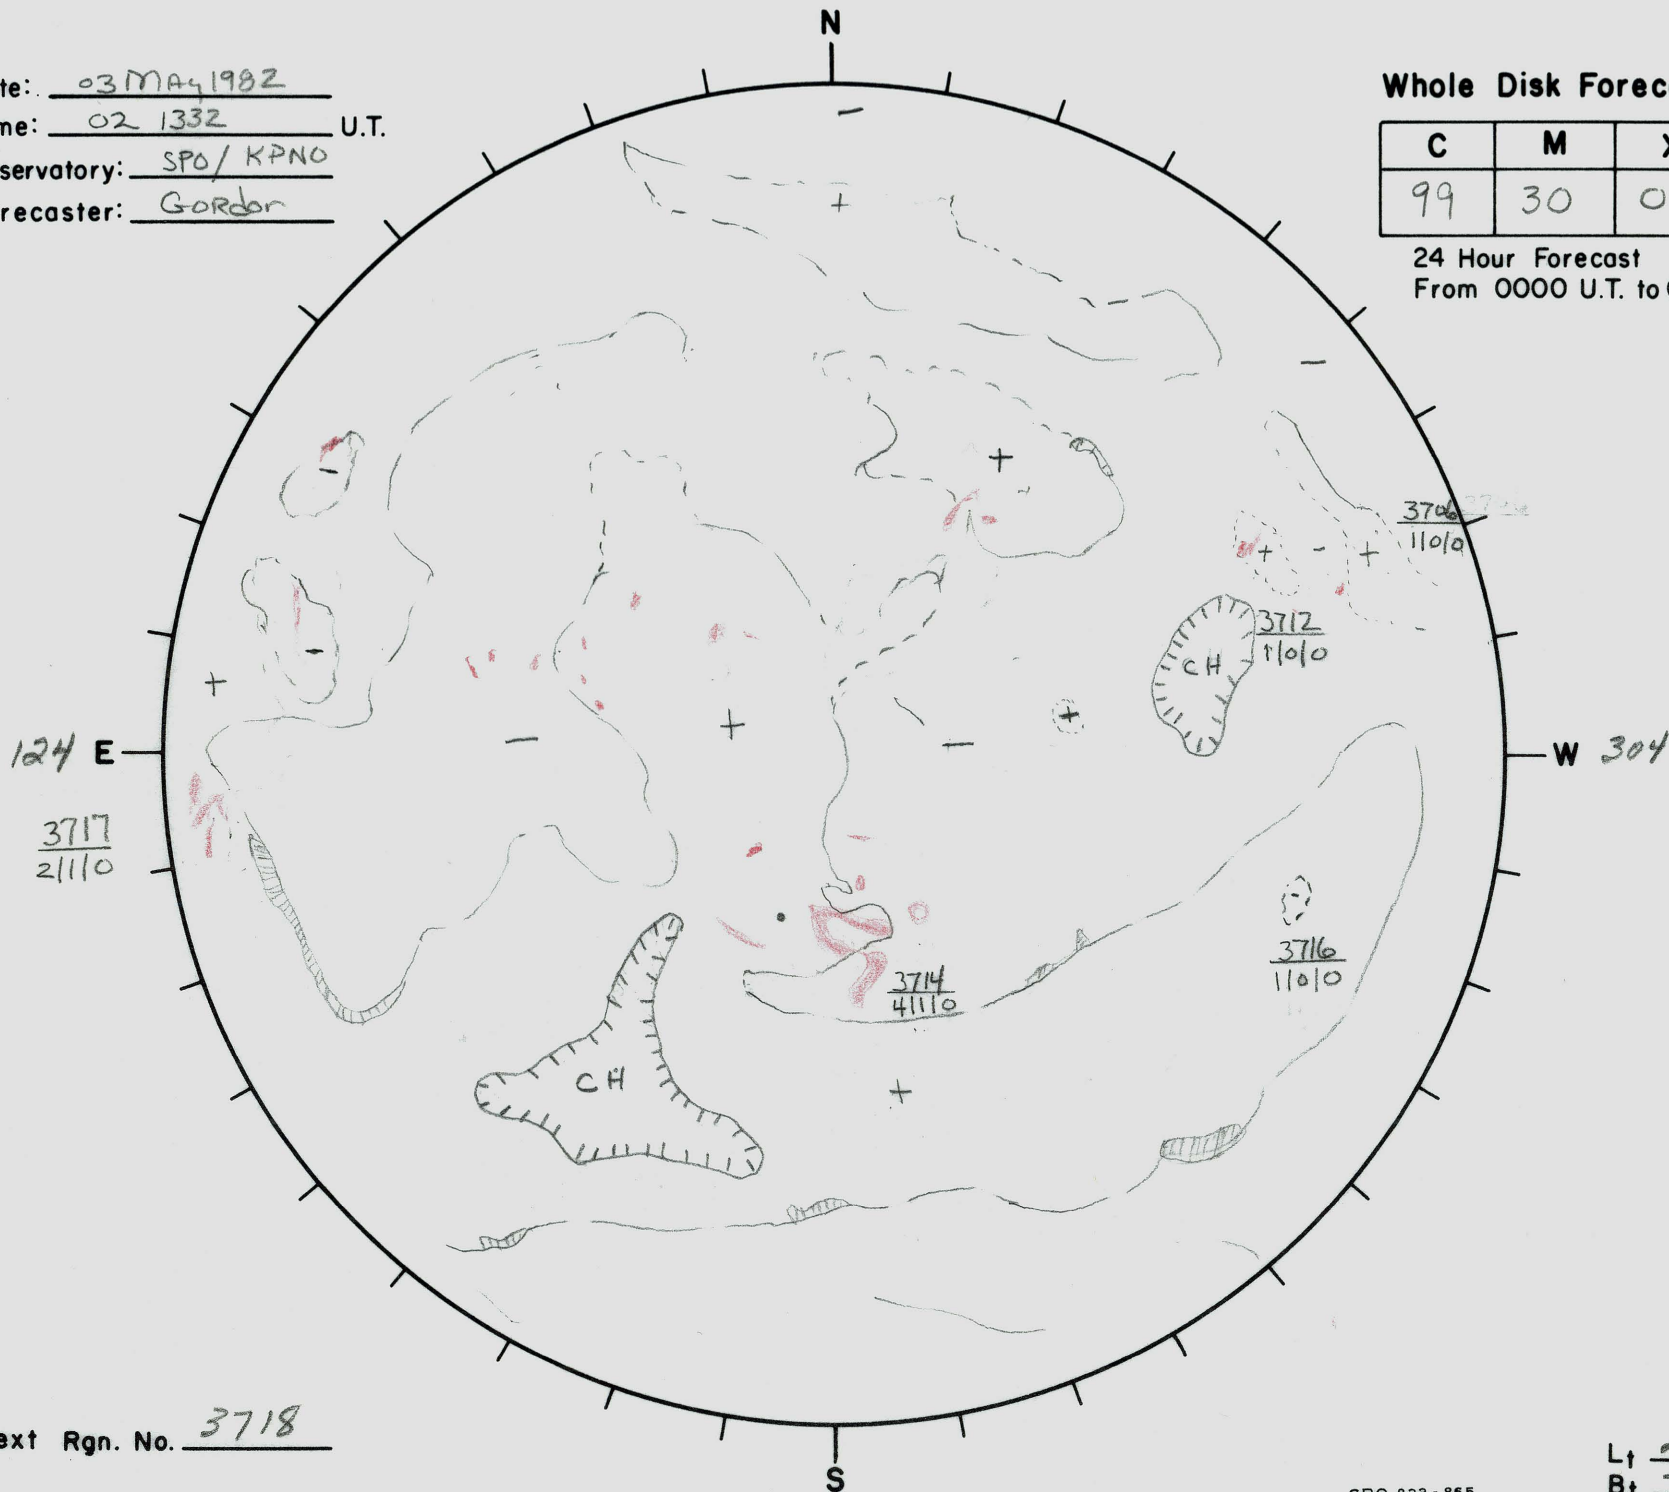 N
te: 03 MAy 1982
me: 02 1332 U.T.
servatory: SPO/KPNO
recaster: GORdon
Whole Disk Forec
C M X
99 30 0
24 Hour Forecast
From 0000 U.T. to
−
+
−
−
+
3706
1/0/0
+ − +
3712
1/0/0
CH
−
+
+
+
−
−
124 E
W 304
3717
2/1/0
-
3716
1/0/0
3714
4/1/0
CH
+
ext Rgn. No. 3718
S
Lt
Bt